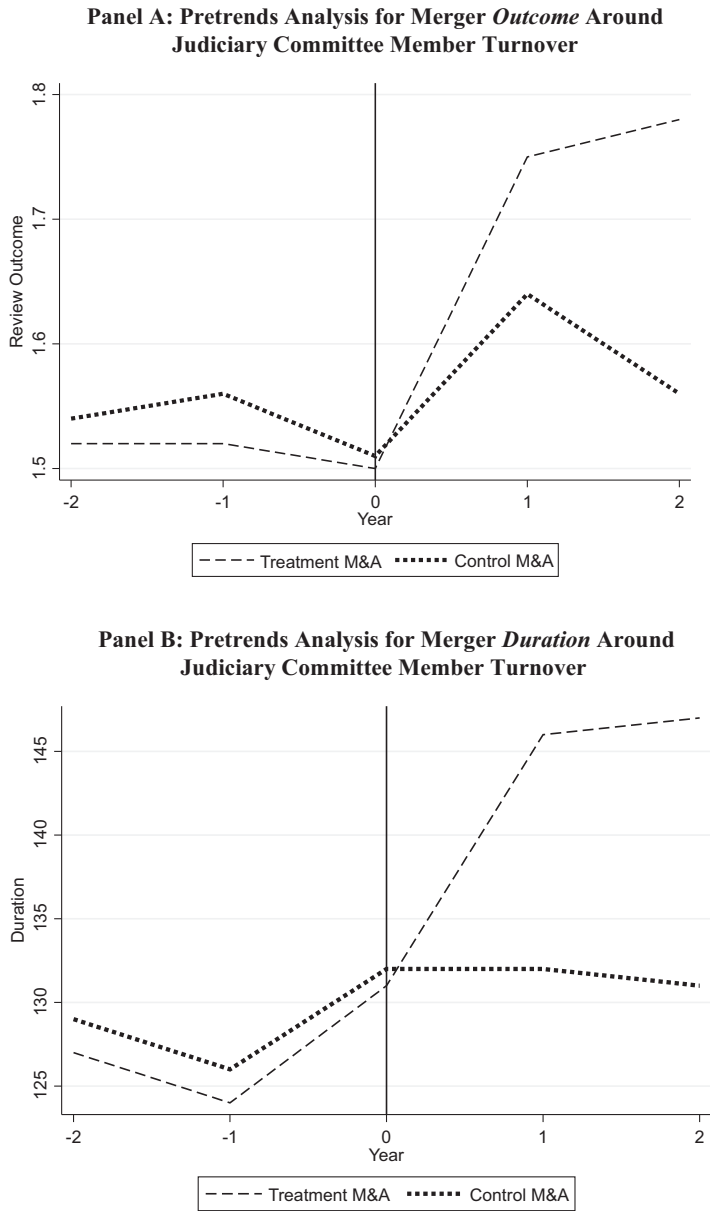 Panel A: Pretrends Analysis for Merger Outcome Around
Judiciary Committee Member Turnover
1.8
1.7
1.6
1.5
Review Outcome
-2
-1
0
1
2
Year
Treatment M&A
Control M&A
Panel B: Pretrends Analysis for Merger Duration Around
Judiciary Committee Member Turnover
145
140
135
130
125
Duration
-2
-1
0
1
2
Year
Treatment M&A
Control M&A